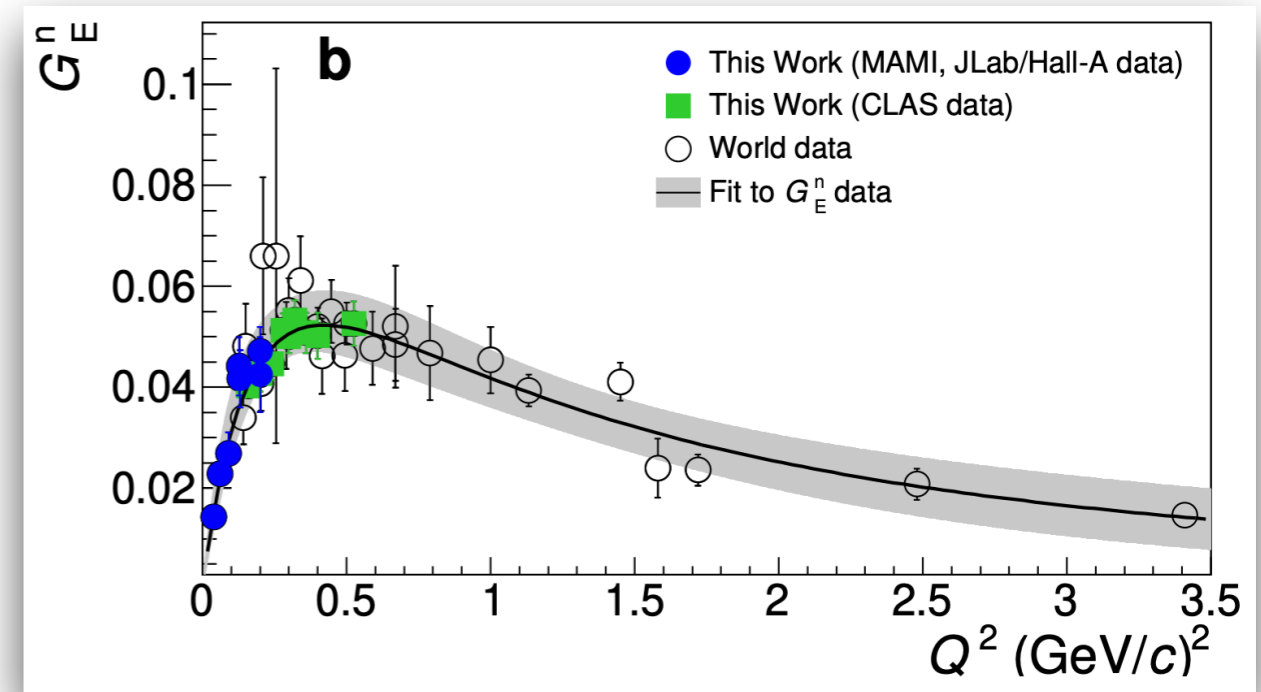 G n E
b
This Work (MAMI, JLab/Hall-A data)
This Work (CLAS data)
World data
Fit to G n E data
0.1
0.08
0.06
0.04
0.02
0 0.5 1 1.5 2 2.5 3 3.5
Q 2 (GeV/c)2